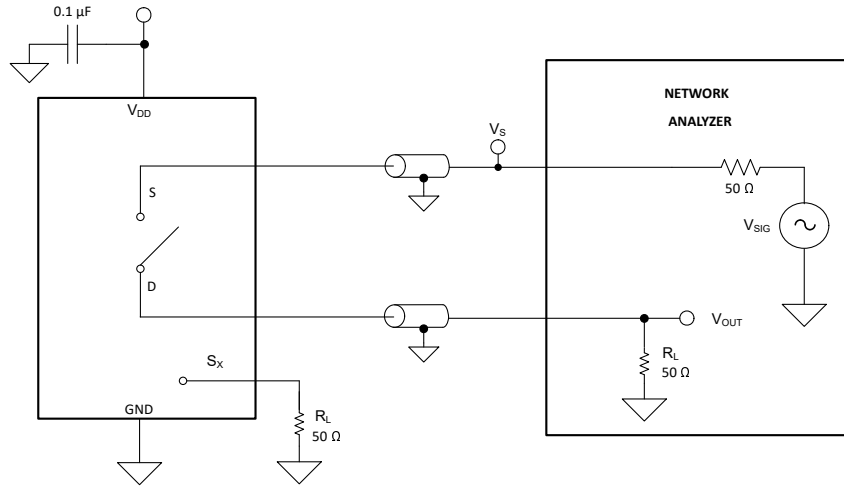 0.1 µF
VDD
NETWORK
ANALYZER
VS
S
50 Ω
VSIG
D
VOUT
SX
RL
50 Ω
GND
RL
50 Ω